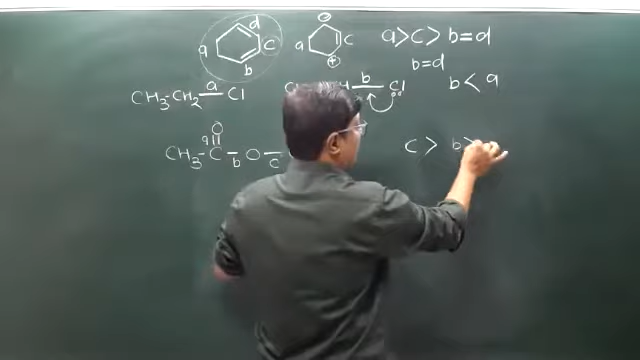 d
a
c
b
⊖
a
c
⊕
a > c > b = d
b = d
CH₃-CH₂ a Cl
b Cl
b < a
O
a
CH₃-C b O c
c > b >